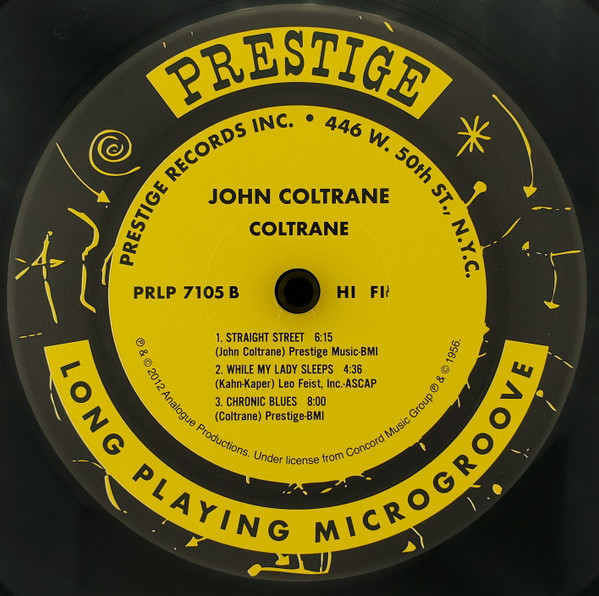 PRESTIGE
PRESTIGE RECORDS INC. • 446 W. 50th ST., N.Y.C.
JOHN COLTRANE
COLTRANE
PRLP 7105 B
HI FI
1. STRAIGHT STREET 6:15
(John Coltrane) Prestige Music-BMI
2. WHILE MY LADY SLEEPS 4:36
(Kahn-Kaper) Leo Feist, Inc.-ASCAP
3. CHRONIC BLUES 8:00
(Coltrane) Prestige-BMI
℗ & © 2012 Analogue Productions. Under license from Concord Music Group ℗ & © 1956.
LONG PLAYING MICROGROOVE